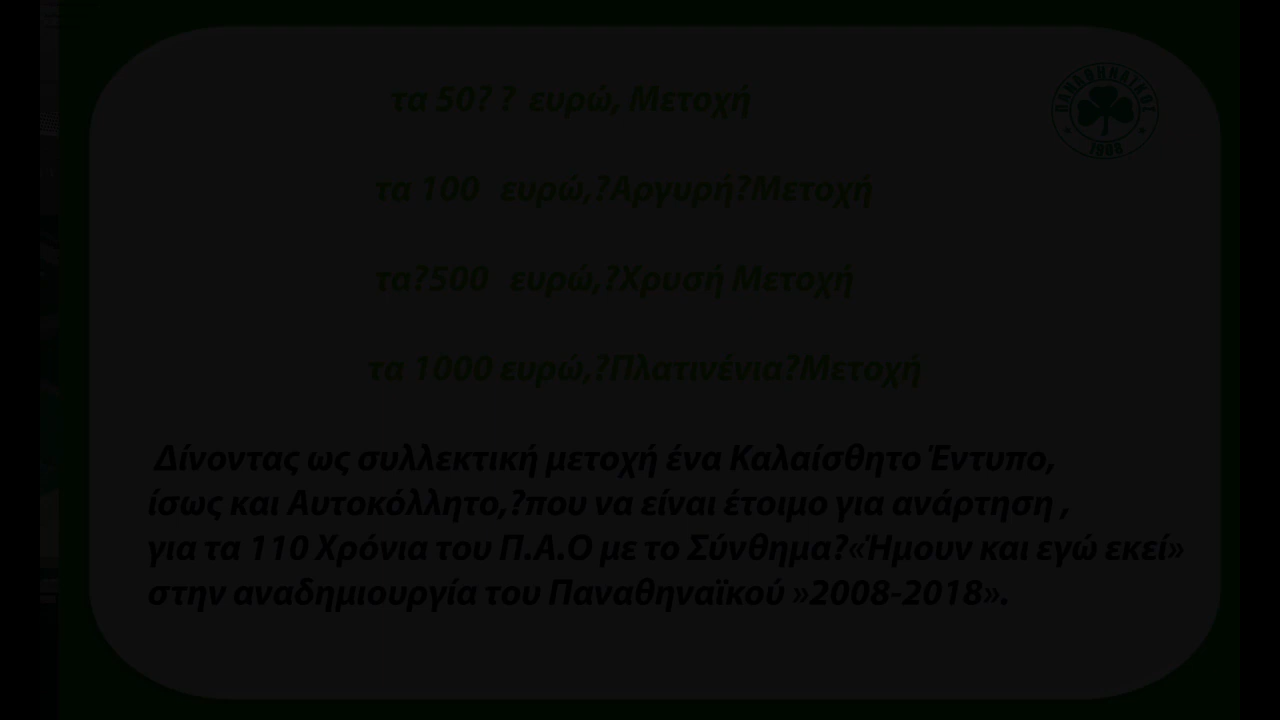 τα 50? ? ευρώ, Μετοχή
ΠΑΝΑΘΗΝΑΪΚΟΣ
1908
τα 100 ευρώ,?Αργυρή?Μετοχή
τα?500 ευρώ,?Χρυσή Μετοχή
τα 1000 ευρώ,?Πλατινένια?Μετοχή
Δίνοντας ως συλλεκτική μετοχή ένα Καλαίσθητο Έντυπο,
ίσως και Αυτοκόλλητο,?που να είναι έτοιμο για ανάρτηση ,
για τα 110 Χρόνια του Π.Α.Ο με το Σύνθημα?«Ήμουν και εγώ εκεί»
στην αναδημιουργία του Παναθηναϊκού »2008-2018».